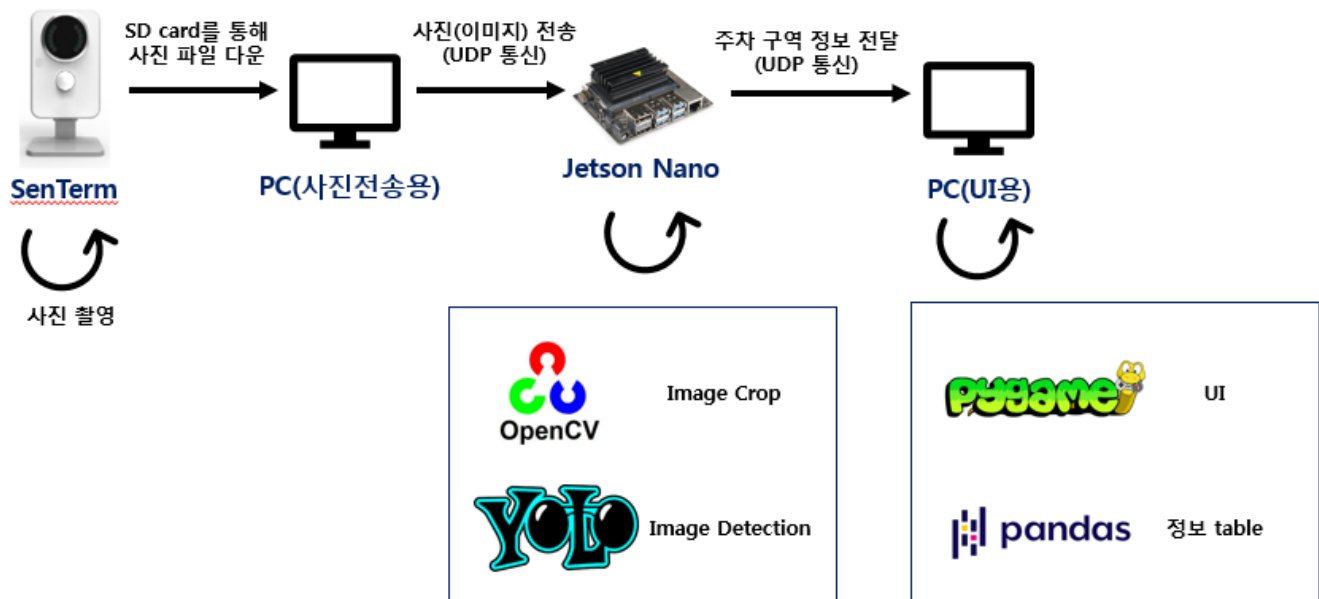 SD card를 통해
사진 파일 다운
사진(이미지) 전송
(UDP 통신)
주차 구역 정보 전달
(UDP 통신)
SenTerm
PC(사진전송용)
Jetson Nano
PC(UI용)
사진 촬영
OpenCV
Image Crop
YOLO
Image Detection
pygame
UI
pandas
정보 table